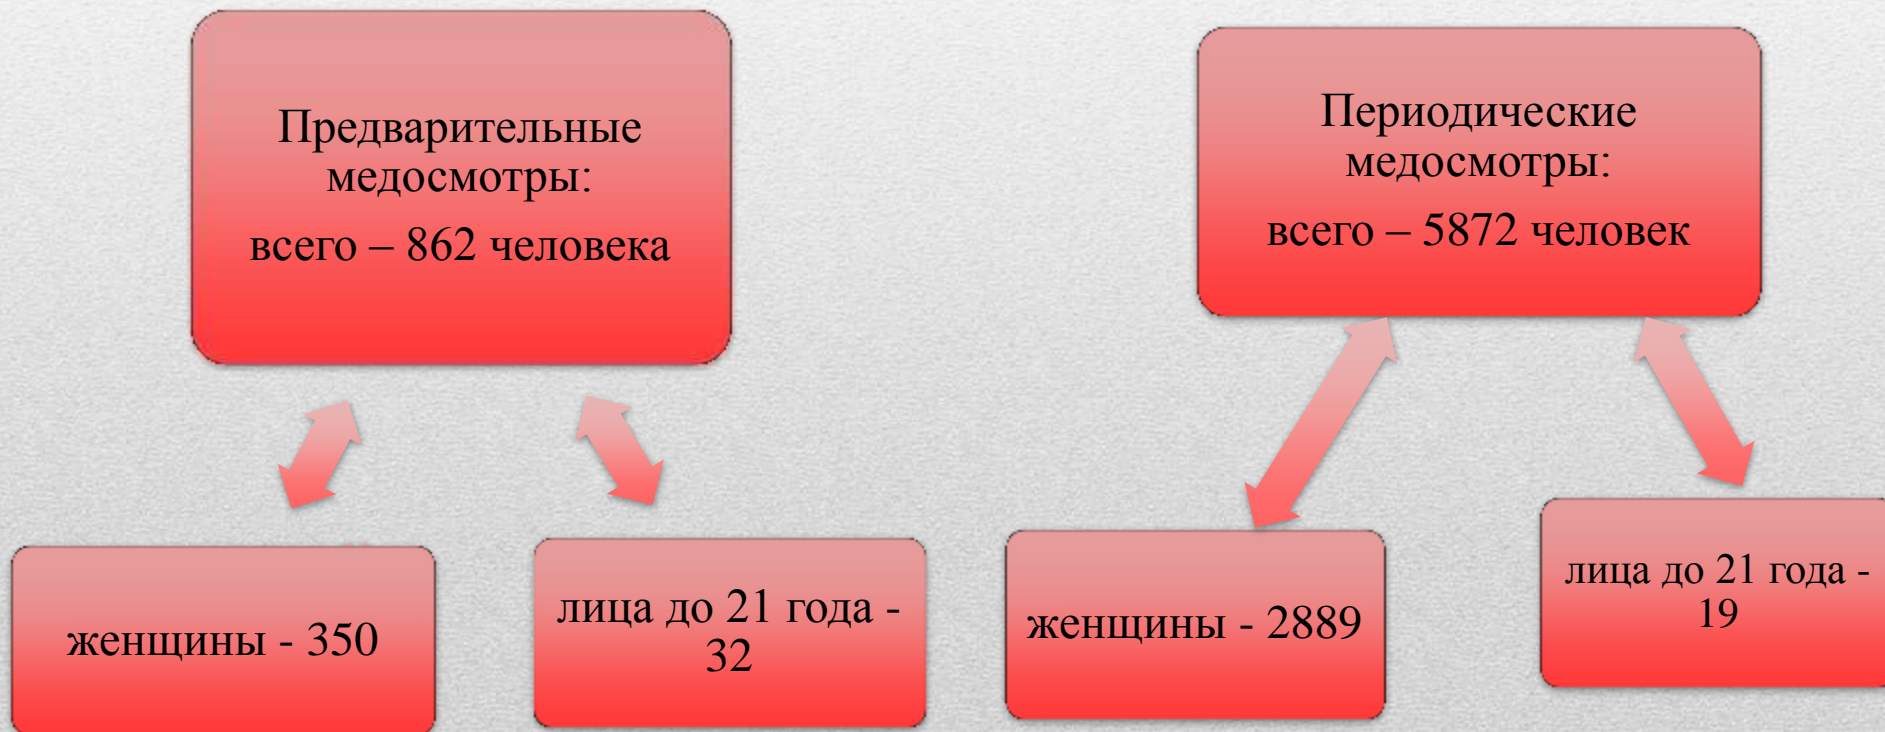 Предварительные
медосмотры:
всего – 862 человека
Периодические
медосмотры:
всего – 5872 человек
женщины - 350
лица до 21 года -
32
женщины - 2889
лица до 21 года -
19